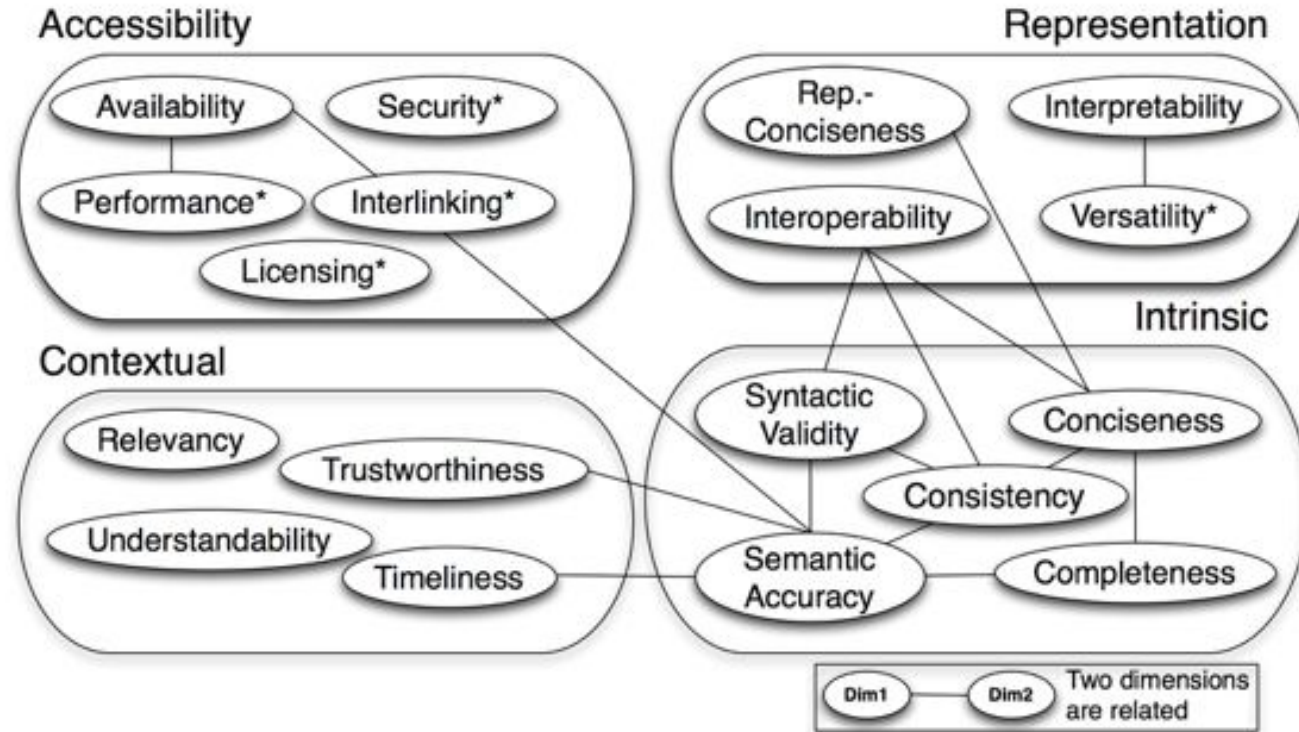 Accessibility
Representation
Availability
Security*
Performance*
Interlinking*
Licensing*
Rep.-
Conciseness
Interpretability
Interoperability
Versatility*
Contextual
Intrinsic
Relevancy
Trustworthiness
Understandability
Timeliness
Syntactic
Validity
Conciseness
Consistency
Semantic
Accuracy
Completeness
Dim1
Dim2
Two dimensions
are related